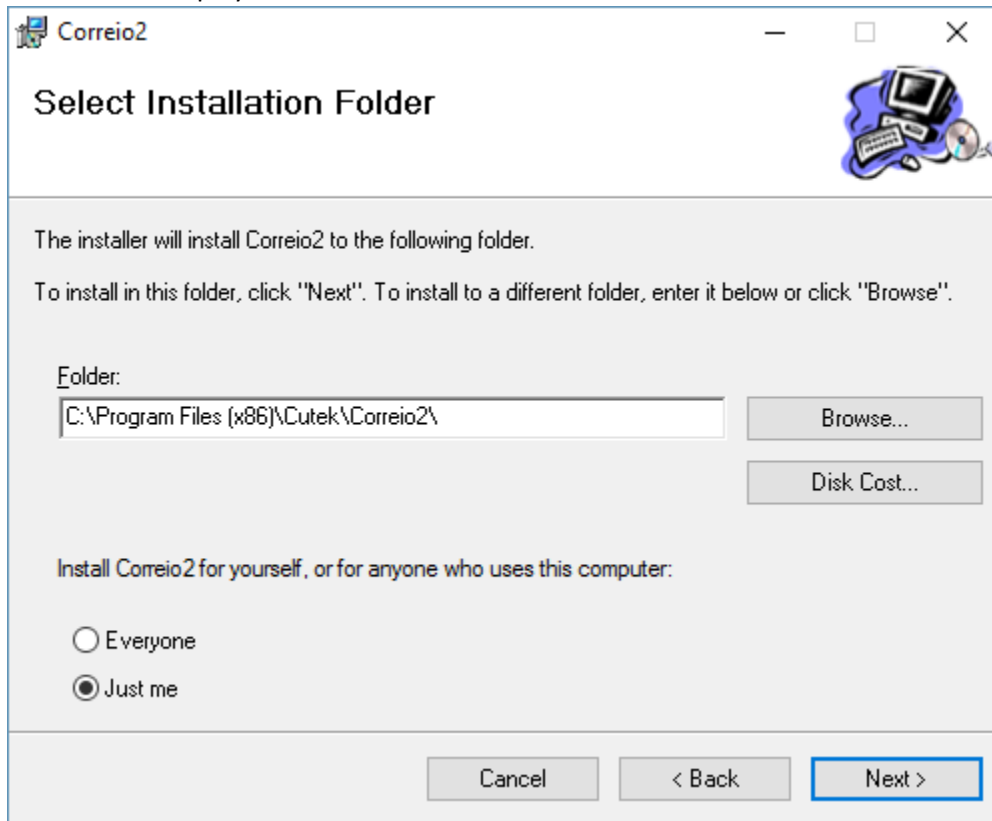 Correio2
Select Installation Folder
The installer will install Correio2 to the following folder.
To install in this folder, click "Next". To install to a different folder, enter it below or click "Browse".
Folder:
C:\Program Files (x86)\Cutek\Correio2\
Browse...
Disk Cost...
Install Correio2 for yourself, or for anyone who uses this computer:
Everyone
Just me
Cancel
< Back
Next >